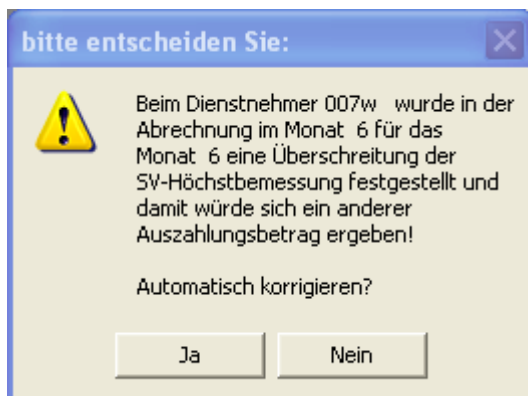 bitte entscheiden Sie:
Beim Dienstnehmer 007w wurde in der
Abrechnung im Monat 6 für das
Monat 6 eine Überschreitung der
SV-Höchstbemessung festgestellt und
damit würde sich ein anderer
Auszahlungsbetrag ergeben!
Automatisch korrigieren?
Ja
Nein